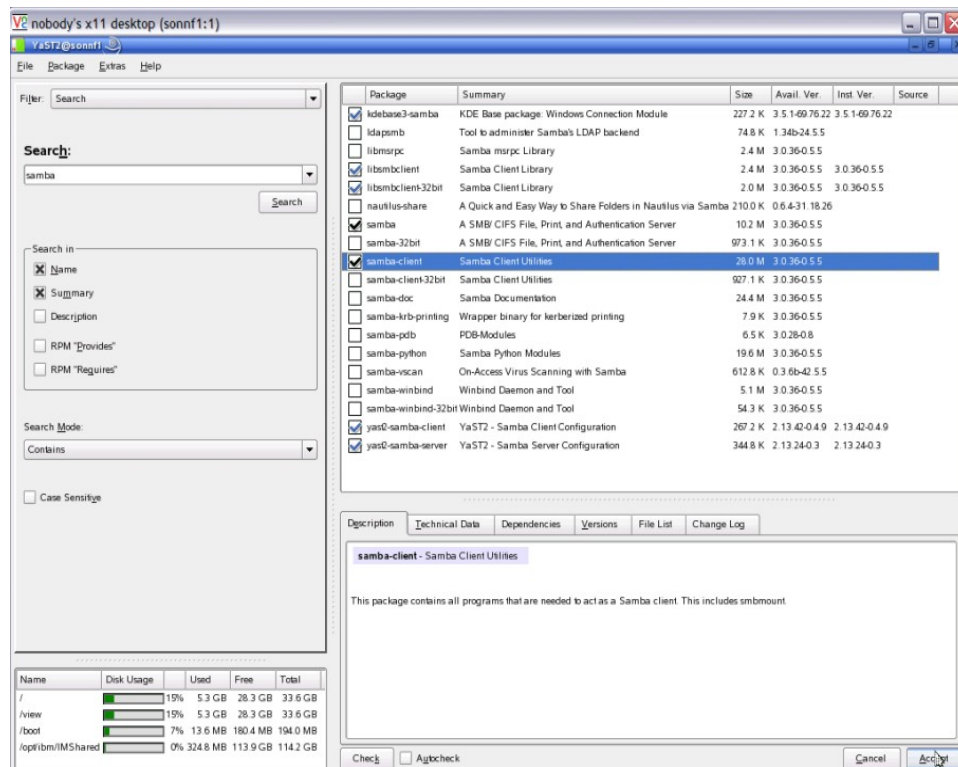 nobody's x11 desktop (sonnf1:1)
YaST2@sonnf1
File Package Extras Help
Filter: Search
Search:
samba
Search
Search in
Name
Summary
Description
RPM "Provides"
RPM "Requires"
Search Mode:
Contains
Case Sensitive
Name Disk Usage Used Free Total
/ 15% 5.3 GB 28.3 GB 33.6 GB
/view 15% 5.3 GB 28.3 GB 33.6 GB
/boot 7% 13.6 MB 180.4 MB 194.0 MB
/opt/ibm/IMShared 0% 324.8 MB 113.9 GB 114.2 GB
Package Summary Size Avail. Ver. Inst. Ver. Source
kdebase3-samba KDE Base package: Windows Connection Module 227.2 K 3.5.1-69.76.22 3.5.1-69.76.22
ldapsmb Tool to administer Samba's LDAP backend 74.8 K 1.34b-24.5.5
libmsrpc Samba msrpc Library 2.4 M 3.0.36-0.5.5
libsmbclient Samba Client Library 2.4 M 3.0.36-0.5.5 3.0.36-0.5.5
libsmbclient-32bit Samba Client Library 2.0 M 3.0.36-0.5.5 3.0.36-0.5.5
nautilus-share A Quick and Easy Way to Share Folders in Nautilus via Samba 210.0 K 0.6.4-31.18.26
samba A SMB/ CIFS File, Print, and Authentication Server 10.2 M 3.0.36-0.5.5
samba-32bit A SMB/ CIFS File, Print, and Authentication Server 973.1 K 3.0.36-0.5.5
samba-client Samba Client Utilities 28.0 M 3.0.36-0.5.5
samba-client-32bit Samba Client Utilities 927.1 K 3.0.36-0.5.5
samba-doc Samba Documentation 24.4 M 3.0.36-0.5.5
samba-krb-printing Wrapper binary for kerberized printing 7.9 K 3.0.36-0.5.5
samba-pdb PDB-Modules 6.5 K 3.0.28-0.8
samba-python Samba Python Modules 19.6 M 3.0.36-0.5.5
samba-vscan On-Access Virus Scanning with Samba 612.8 K 0.3.6b-42.5.5
samba-winbind Winbind Daemon and Tool 5.1 M 3.0.36-0.5.5
samba-winbind-32bit Winbind Daemon and Tool 54.3 K 3.0.36-0.5.5
yast2-samba-client YaST2 - Samba Client Configuration 267.2 K 2.13.42-0.4.9 2.13.42-0.4.9
yast2-samba-server YaST2 - Samba Server Configuration 344.8 K 2.13.24-0.3 2.13.24-0.3
Description Technical Data Dependencies Versions File List Change Log
samba-client - Samba Client Utilities
This package contains all programs that are needed to act as a Samba client. This includes smbmount.
Check Autocheck Cancel Accept